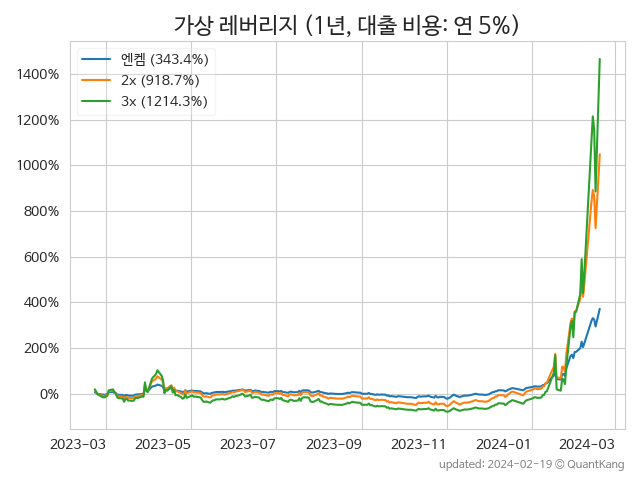 가상 레버리지 (1년, 대출 비용: 연 5%)
엔켐 (343.4%)
2x (918.7%)
3x (1214.3%)
1400%
1200%
1000%
800%
600%
400%
200%
0%
2023-03 2023-05 2023-07 2023-09 2023-11 2024-01 2024-03
updated: 2024-02-19 © QuantKang